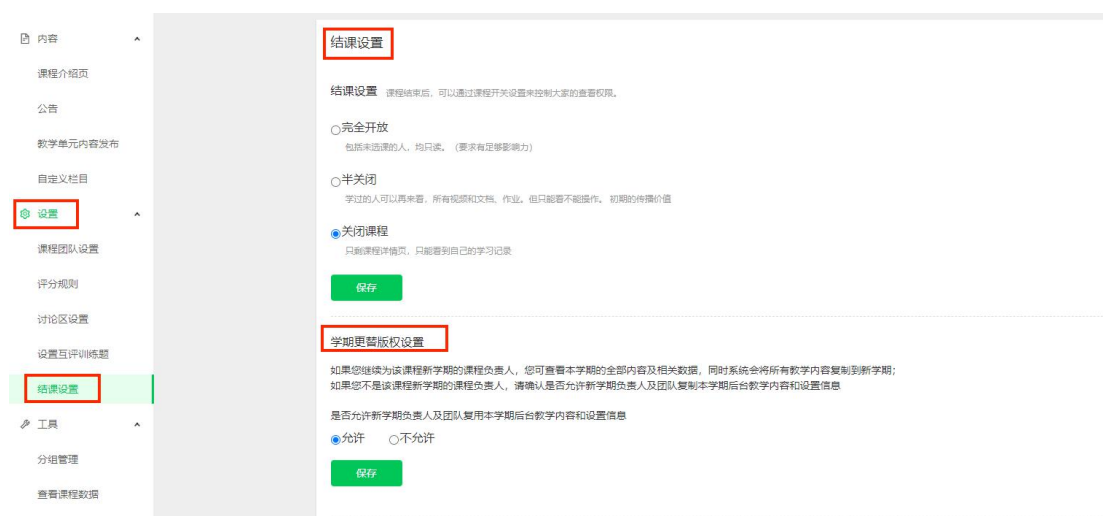 内容
课程介绍页
公告
教学单元内容发布
自定义栏目
设置
课程团队设置
评分规则
讨论区设置
设置互评训练题
结课设置
工具
分组管理
查看课程数据
结课设置
结课设置 课程结束后，可以通过课程开关设置来控制大家的查看权限。
完全开放
包括未选课的人，均只读。（要求有足够影响力）
半关闭
学过的人可以再来看，所有视频和文档、作业。但只能看不能操作。 初期的传播价值
关闭课程
只剩课程详情页，只能看到自己的学习记录
保存
学期更替版权设置
如果您继续为该课程新学期的课程负责人，您可查看本学期的全部内容及相关数据，同时系统会将所有教学内容复制到新学期；
如果您不是该课程新学期的课程负责人，请确认是否允许新学期负责人及团队复制本学期后台教学内容和设置信息
是否允许新学期负责人及团队复用本学期后台教学内容和设置信息
允许 不允许
保存